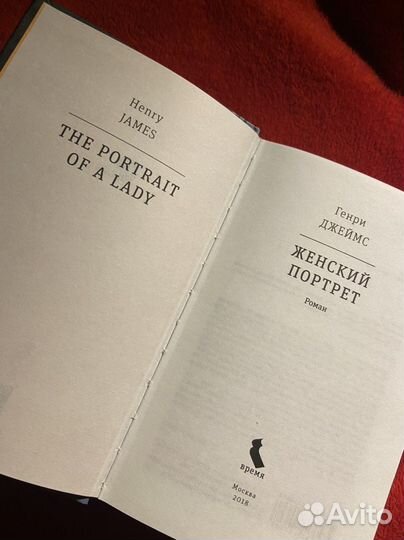 Henry
JAMES
THE PORTRAIT
OF A LADY
Генри
ДЖЕЙМС
ЖЕНСКИЙ
ПОРТРЕТ
Роман
время
Москва
2018
Avito